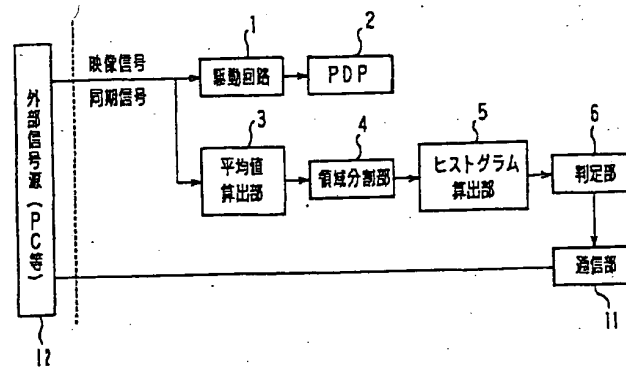 1
2
映像信号
同期信号
駆動回路
PDP
3
4
5
6
平均値
算出部
領域分割部
ヒストグラム
算出部
判定部
外部信号源(PC等)
通信部
12
11